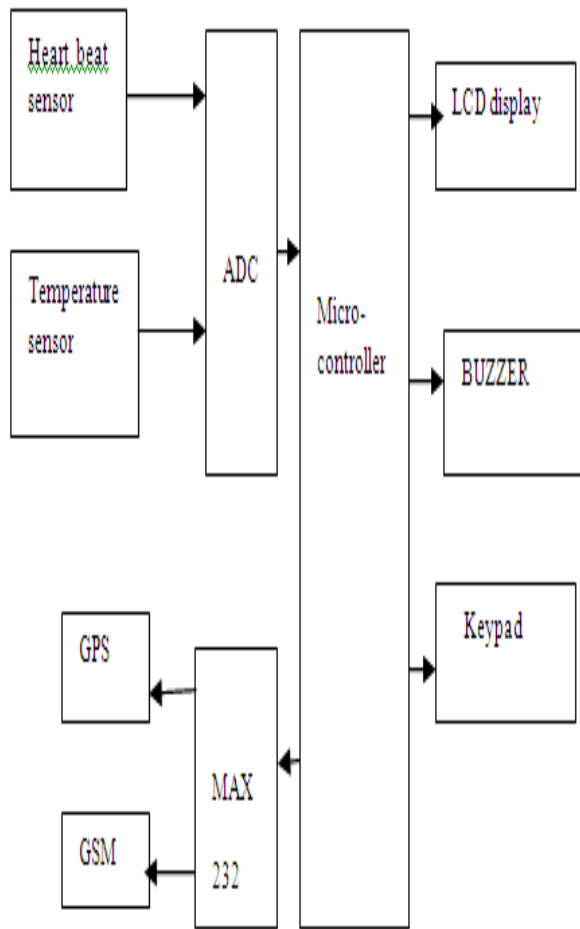 Heart beat
sensor
LCD display
ADC
Temperature
sensor
Micro-
controller
BUZZER
GPS
Keypad
MAX
232
GSM